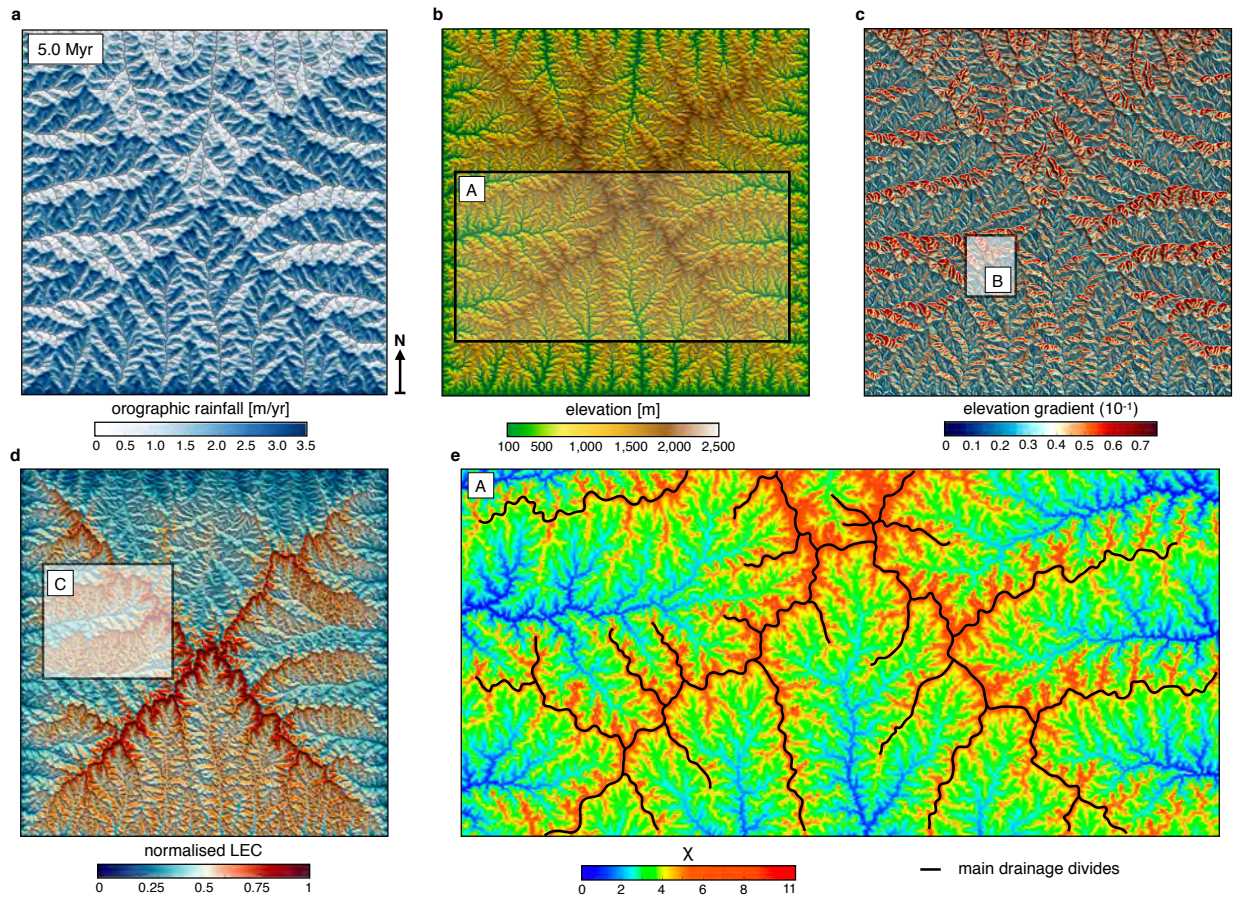 a
5.0 Myr
N
orographic rainfall [m/yr]
0 0.5 1.0 1.5 2.0 2.5 3.0 3.5
b
A
elevation [m]
100 500 1,000 1,500 2,000 2,500
c
B
elevation gradient (10⁻¹)
0 0.1 0.2 0.3 0.4 0.5 0.6 0.7
d
C
normalised LEC
0 0.25 0.5 0.75 1
e
A
χ
0 2 4 6 8 11
main drainage divides